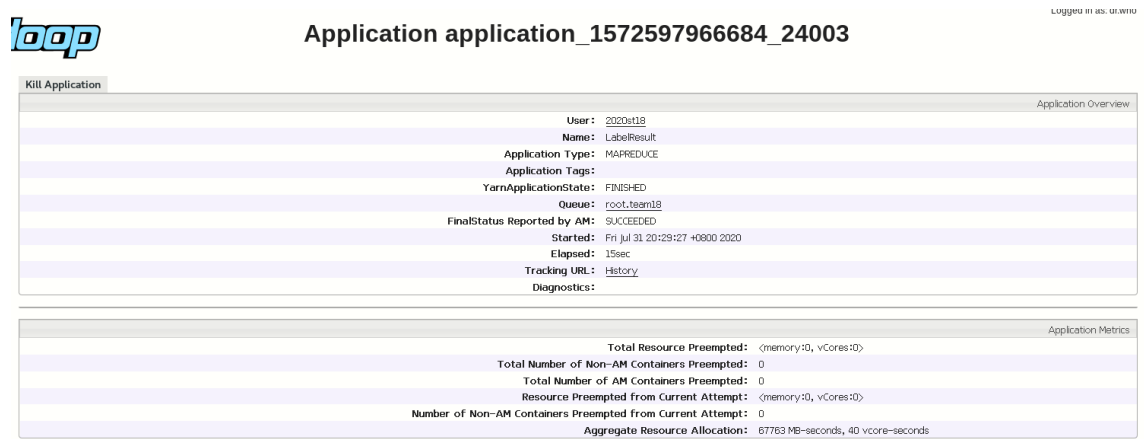 Logged in as: dr.who
loop
Application application_1572597966684_24003
Kill Application
Application Overview
User: 2020st18
Name: LabelResult
Application Type: MAPREDUCE
Application Tags:
YarnApplicationState: FINISHED
Queue: root.team18
FinalStatus Reported by AM: SUCCEEDED
Started: Fri Jul 31 20:29:27 +0800 2020
Elapsed: 15sec
Tracking URL: History
Diagnostics:
Application Metrics
Total Resource Preempted: <memory:0, vCores:0>
Total Number of Non-AM Containers Preempted: 0
Total Number of AM Containers Preempted: 0
Resource Preempted from Current Attempt: <memory:0, vCores:0>
Number of Non-AM Containers Preempted from Current Attempt: 0
Aggregate Resource Allocation: 67763 MB-seconds, 40 vcore-seconds